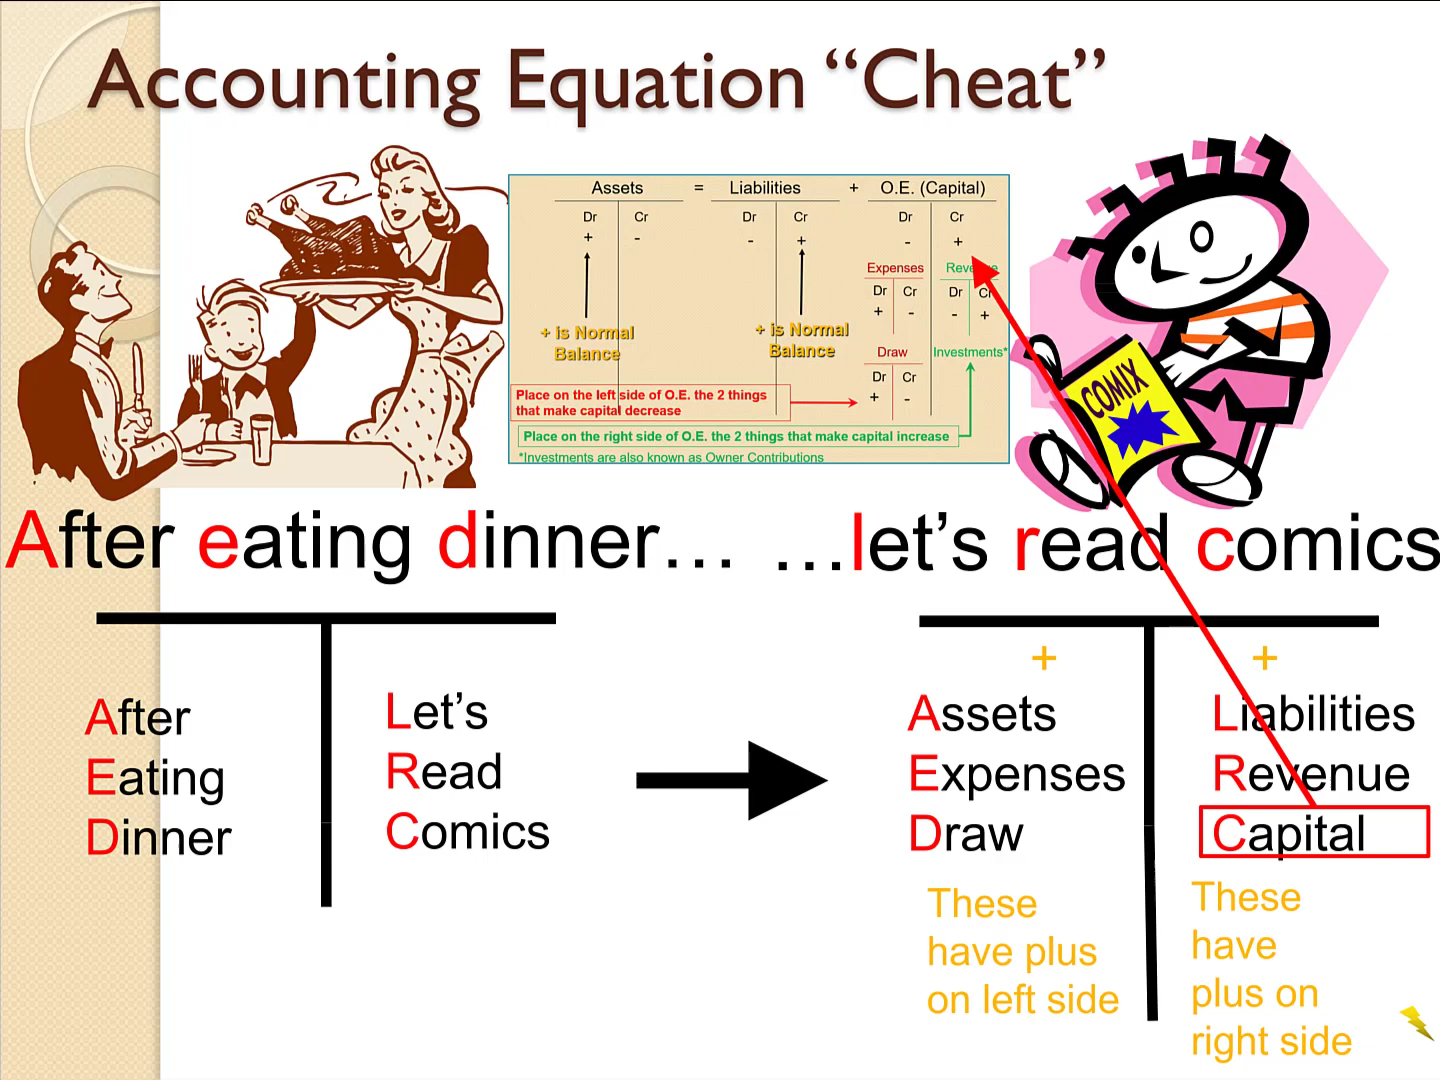 Accounting Equation “Cheat”
Assets = Liabilities + O.E. (Capital)
Dr Cr Dr Cr Dr Cr
+ - - + - +
Expenses Revenue
Dr Cr Dr Cr
+ - - +
+ is Normal
Balance
+ is Normal
Balance
Draw Investments*
Dr Cr
+ -
Place on the left side of O.E. the 2 things
that make capital decrease
Place on the right side of O.E. the 2 things that make capital increase
*Investments are also known as Owner Contributions
COMIX
After eating dinner… …let’s read comics
After
Eating
Dinner
Let’s
Read
Comics
+ +
Assets
Expenses
Draw
Liabilities
Revenue
Capital
These
have plus
on left side
These
have
plus on
right side